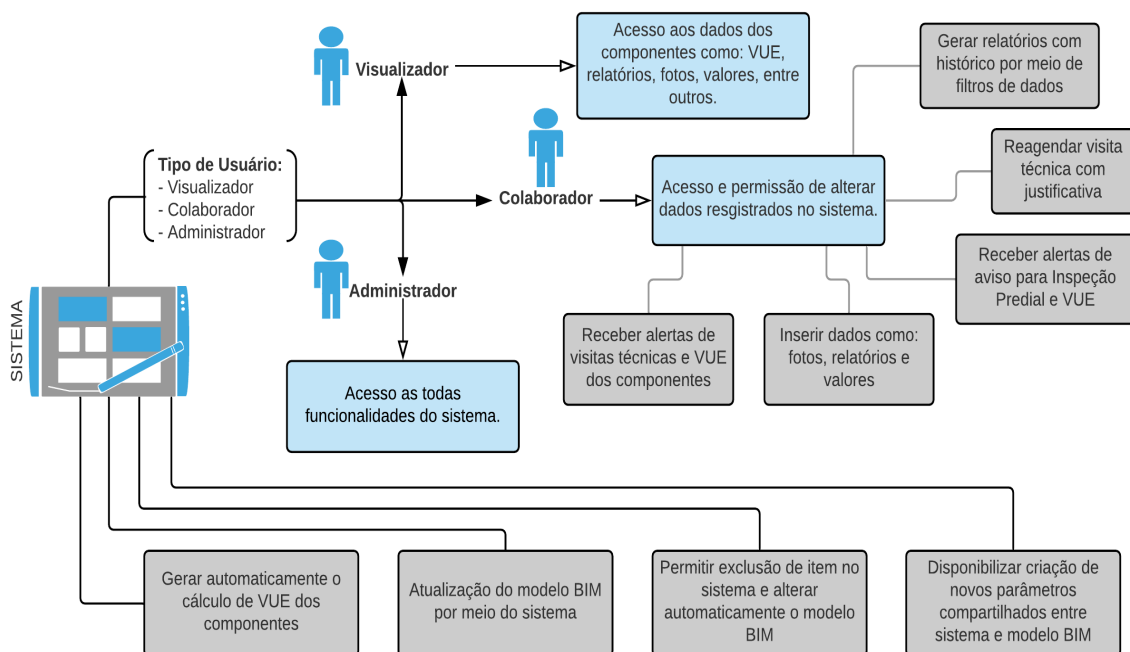 Acesso aos dados dos
componentes como: VUE,
relatórios, fotos, valores, entre
outros.
Gerar relatórios com
histórico por meio de
filtros de dados
Visualizador
Tipo de Usuário:
- Visualizador
- Colaborador
- Administrador
Colaborador
Acesso e permissão de alterar
dados resgistrados no sistema.
Reagendar visita
técnica com
justificativa
Receber alertas de
aviso para Inspeção
Predial e VUE
Administrador
SISTEMA
Receber alertas de
visitas técnicas e VUE
dos componentes
Inserir dados como:
fotos, relatórios e
valores
Acesso as todas
funcionalidades do sistema.
Gerar automaticamente o
cálculo de VUE dos
componentes
Atualização do modelo BIM
por meio do sistema
Permitir exclusão de item no
sistema e alterar
automaticamente o modelo
BIM
Disponibilizar criação de
novos parâmetros
compartilhados entre
sistema e modelo BIM